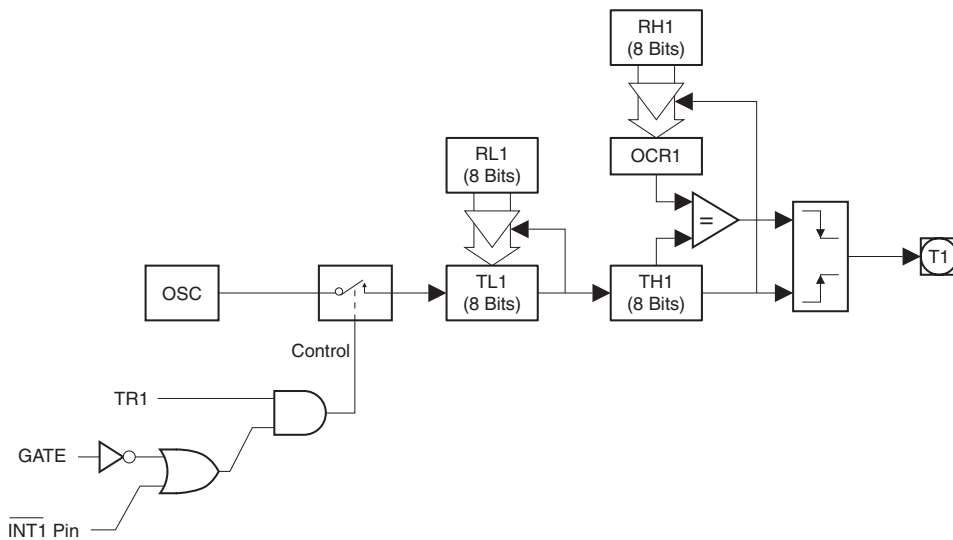 RH1
(8 Bits)
OCR1
RL1
(8 Bits)
=
OSC
TL1
(8 Bits)
TH1
(8 Bits)
T1
Control
TR1
GATE
INT1 Pin